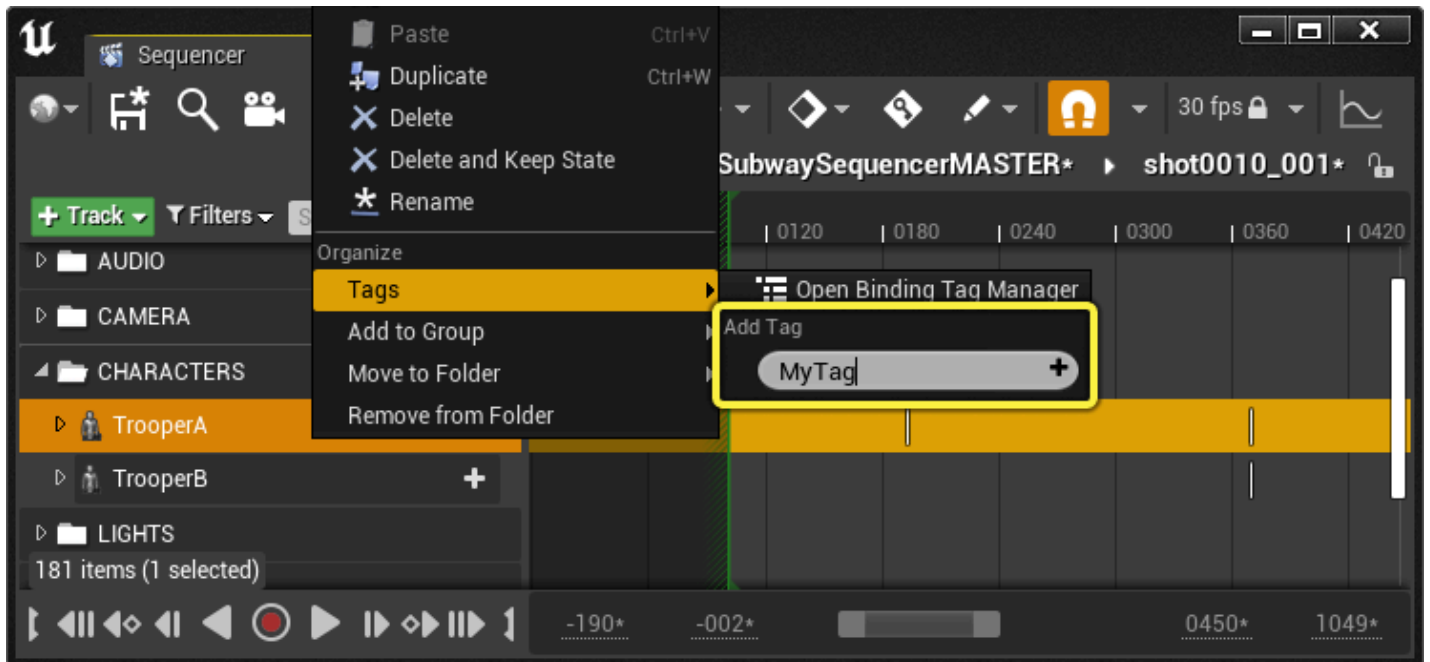 Sequencer
30 fps
SubwaySequencerMASTER* shot0010_001*
+ Track Filters S
0120 0180 0240 0300 0360 0420
AUDIO
CAMERA
CHARACTERS
TrooperA
TrooperB
LIGHTS
181 items (1 selected)
Paste Ctrl+V
Duplicate Ctrl+W
Delete
Delete and Keep State
Rename
Organize
Tags
Add to Group
Move to Folder
Remove from Folder
Open Binding Tag Manager
Add Tag
MyTag
-190* -002* 0450* 1049*